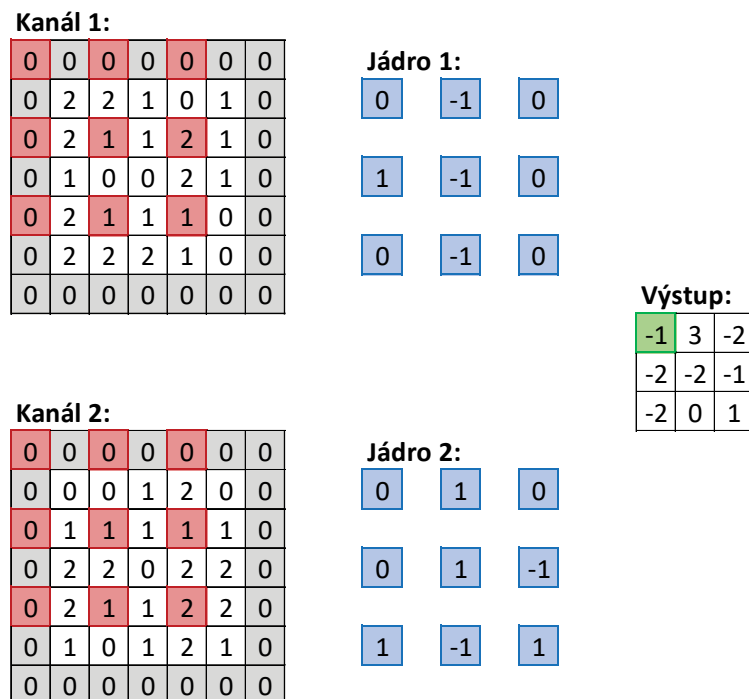 Kanál 1:
0 0 0 0 0 0 0
0 2 2 1 0 1 0
0 2 1 1 2 1 0
0 1 0 0 2 1 0
0 2 1 1 1 0 0
0 2 2 2 1 0 0
0 0 0 0 0 0 0
Jádro 1:
0 -1 0
1 -1 0
0 -1 0
Kanál 2:
0 0 0 0 0 0 0
0 0 0 1 2 0 0
0 1 1 1 1 1 0
0 2 2 0 2 2 0
0 2 1 1 2 2 0
0 1 0 1 2 1 0
0 0 0 0 0 0 0
Jádro 2:
0 1 0
0 1 -1
1 -1 1
Výstup:
-1 3 -2
-2 -2 -1
-2 0 1